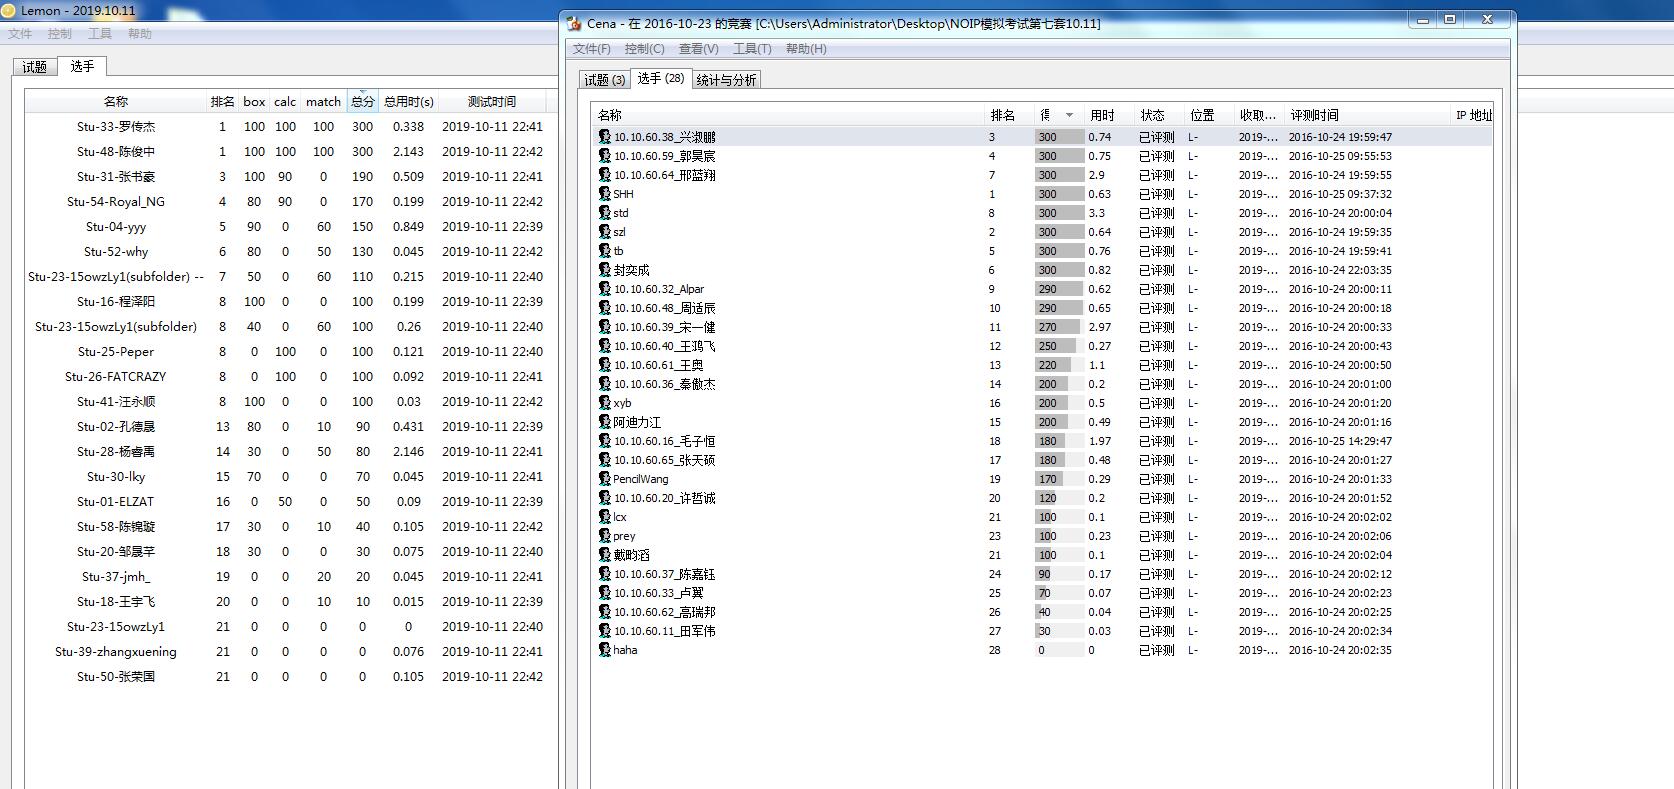 Lemon - 2019.10.11
文件 控制 工具 帮助
试题 选手
名称 排名 box calc match 总分 总用时(s) 测试时间
Stu-33-罗传杰 1 100 100 100 300 0.338 2019-10-11 22:41
Stu-48-陈俊中 1 100 100 100 300 2.143 2019-10-11 22:42
Stu-31-张书豪 3 100 90 0 190 0.509 2019-10-11 22:41
Stu-54-Royal_NG 4 80 90 0 170 0.199 2019-10-11 22:42
Stu-04-yyy 5 90 0 60 150 0.849 2019-10-11 22:39
Stu-52-why 6 80 0 50 130 0.045 2019-10-11 22:42
Stu-23-15owzLy1(subfolder) -- 7 50 0 60 110 0.215 2019-10-11 22:40
Stu-16-程泽阳 8 100 0 0 100 0.199 2019-10-11 22:39
Stu-23-15owzLy1(subfolder) 8 40 0 60 100 0.26 2019-10-11 22:40
Stu-25-Peper 8 0 100 0 100 0.121 2019-10-11 22:40
Stu-26-FATCRAZY 8 0 100 0 100 0.092 2019-10-11 22:41
Stu-41-汪永顺 8 100 0 0 100 0.03 2019-10-11 22:42
Stu-02-孔德晟 13 80 0 10 90 0.431 2019-10-11 22:39
Stu-28-杨睿禹 14 30 0 50 80 2.146 2019-10-11 22:41
Stu-30-lky 15 70 0 0 70 0.045 2019-10-11 22:41
Stu-01-ELZAT 16 0 50 0 50 0.09 2019-10-11 22:39
Stu-58-陈锦璇 17 30 0 10 40 0.105 2019-10-11 22:42
Stu-20-邹晟芊 18 30 0 0 30 0.075 2019-10-11 22:40
Stu-37-jmh_ 19 0 0 20 20 0.045 2019-10-11 22:41
Stu-18-王宇飞 20 0 0 10 10 0.015 2019-10-11 22:39
Stu-23-15owzLy1 21 0 0 0 0 0 2019-10-11 22:40
Stu-39-zhangxuening 21 0 0 0 0 0.076 2019-10-11 22:41
Stu-50-张荣国 21 0 0 0 0 0.105 2019-10-11 22:42
Cena - 在 2016-10-23 的竞赛 [C:\Users\Administrator\Desktop\NOIP模拟考试第七套10.11]
文件(F) 控制(C) 查看(V) 工具(T) 帮助(H)
试题 (3) 选手 (28) 统计与分析
名称 排名 用时 状态 位置 收取... 评测时间 IP 地址
10.10.60.38_兴淑鹏 3 300 0.74 已评测 L- 2019-... 2016-10-24 19:59:47
10.10.60.59_郭昊宸 4 300 0.75 已评测 L- 2019-... 2016-10-25 09:55:53
10.10.60.64_邢蓝翔 7 300 2.9 已评测 L- 2019-... 2016-10-24 19:59:55
SHH 1 300 0.63 已评测 L- 2019-... 2016-10-25 09:37:32
std 8 300 3.3 已评测 L- 2019-... 2016-10-24 20:00:04
szl 2 300 0.64 已评测 L- 2019-... 2016-10-24 19:59:35
tb 5 300 0.76 已评测 L- 2019-... 2016-10-24 19:59:41
封奕成 6 300 0.82 已评测 L- 2019-... 2016-10-24 22:03:35
10.10.60.32_Alpar 9 290 0.62 已评测 L- 2019-... 2016-10-24 20:00:11
10.10.60.48_周适辰 10 290 0.65 已评测 L- 2019-... 2016-10-24 20:00:18
10.10.60.39_宋一健 11 270 2.97 已评测 L- 2019-... 2016-10-24 20:00:33
10.10.60.40_王鸿飞 12 250 0.27 已评测 L- 2019-... 2016-10-24 20:00:43
10.10.60.61_王奥 13 220 1.1 已评测 L- 2019-... 2016-10-24 20:00:50
10.10.60.36_秦傲杰 14 200 0.2 已评测 L- 2019-... 2016-10-24 20:01:00
xyb 16 200 0.5 已评测 L- 2019-... 2016-10-24 20:01:20
阿迪力江 15 200 0.49 已评测 L- 2019-... 2016-10-24 20:01:16
10.10.60.16_毛子恒 18 180 1.97 已评测 L- 2019-... 2016-10-25 14:29:47
10.10.60.65_张天硕 17 180 0.48 已评测 L- 2019-... 2016-10-24 20:01:27
PencilWang 19 170 0.29 已评测 L- 2019-... 2016-10-24 20:01:33
10.10.60.20_许哲诚 20 120 0.2 已评测 L- 2019-... 2016-10-24 20:01:52
lcx 21 100 0.1 已评测 L- 2019-... 2016-10-24 20:02:02
prey 23 100 0.23 已评测 L- 2019-... 2016-10-24 20:02:06
戴畇滔 21 100 0.1 已评测 L- 2019-... 2016-10-24 20:02:04
10.10.60.37_陈嘉钰 24 90 0.17 已评测 L- 2019-... 2016-10-24 20:02:12
10.10.60.33_卢翼 25 70 0.07 已评测 L- 2019-... 2016-10-24 20:02:23
10.10.60.62_高瑞邦 26 40 0.04 已评测 L- 2019-... 2016-10-24 20:02:25
10.10.60.11_田军伟 27 30 0.03 已评测 L- 2019-... 2016-10-24 20:02:34
haha 28 0 0 已评测 L- 2019-... 2016-10-24 20:02:35